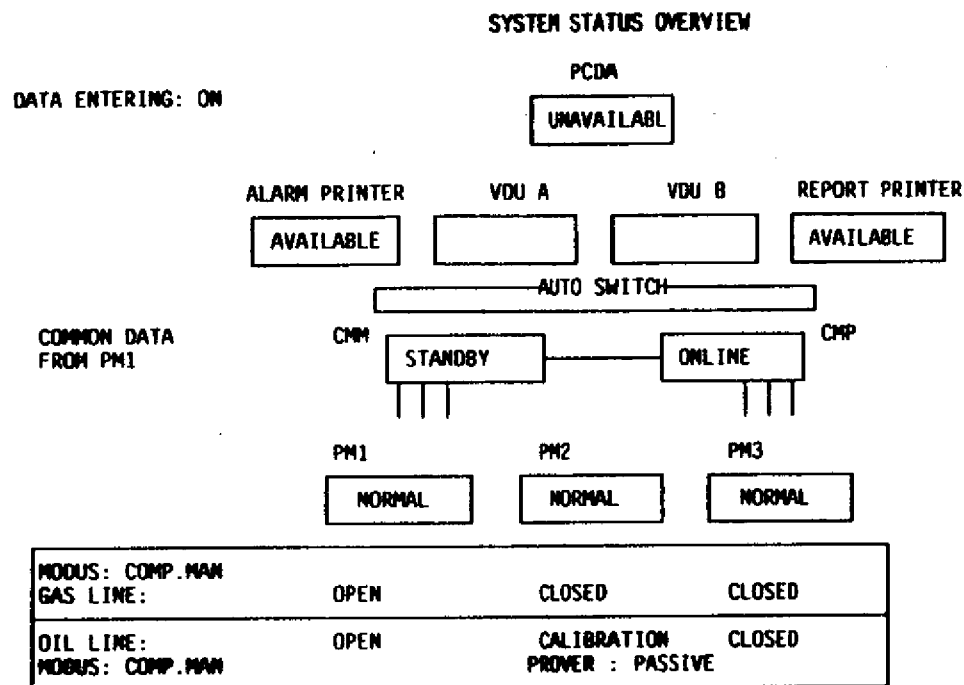 SYSTEM STATUS OVERVIEW
PCDA
DATA ENTERING: ON
UNAVAILABL
ALARM PRINTER VDU A VDU B REPORT PRINTER
AVAILABLE AVAILABLE
AUTO SWITCH
COMMON DATA CMM CMP
FROM PM1 STANDBY ONLINE
PM1 PM2 PM3
NORMAL NORMAL NORMAL
MODUS: COMP.MAN
GAS LINE: OPEN CLOSED CLOSED
OIL LINE: OPEN CALIBRATION CLOSED
MODUS: COMP.MAN PROVER : PASSIVE